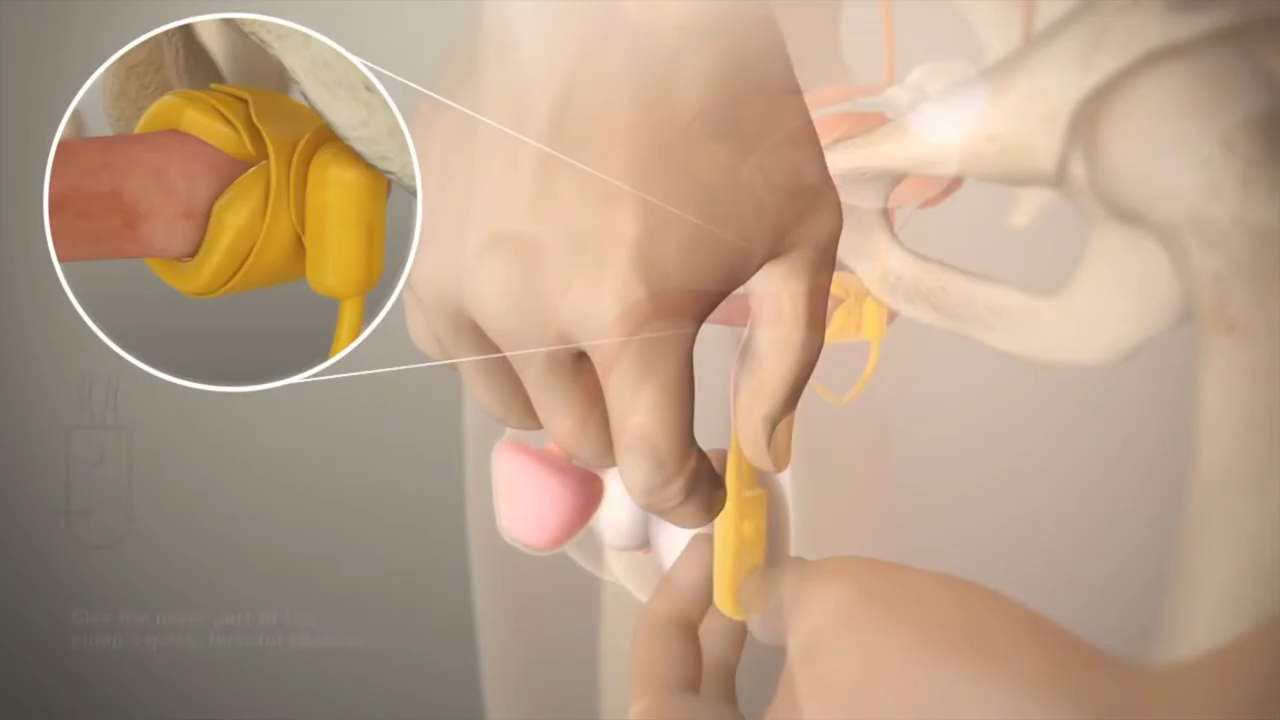 Give the lower part of the
pump a quick, forceful squeeze